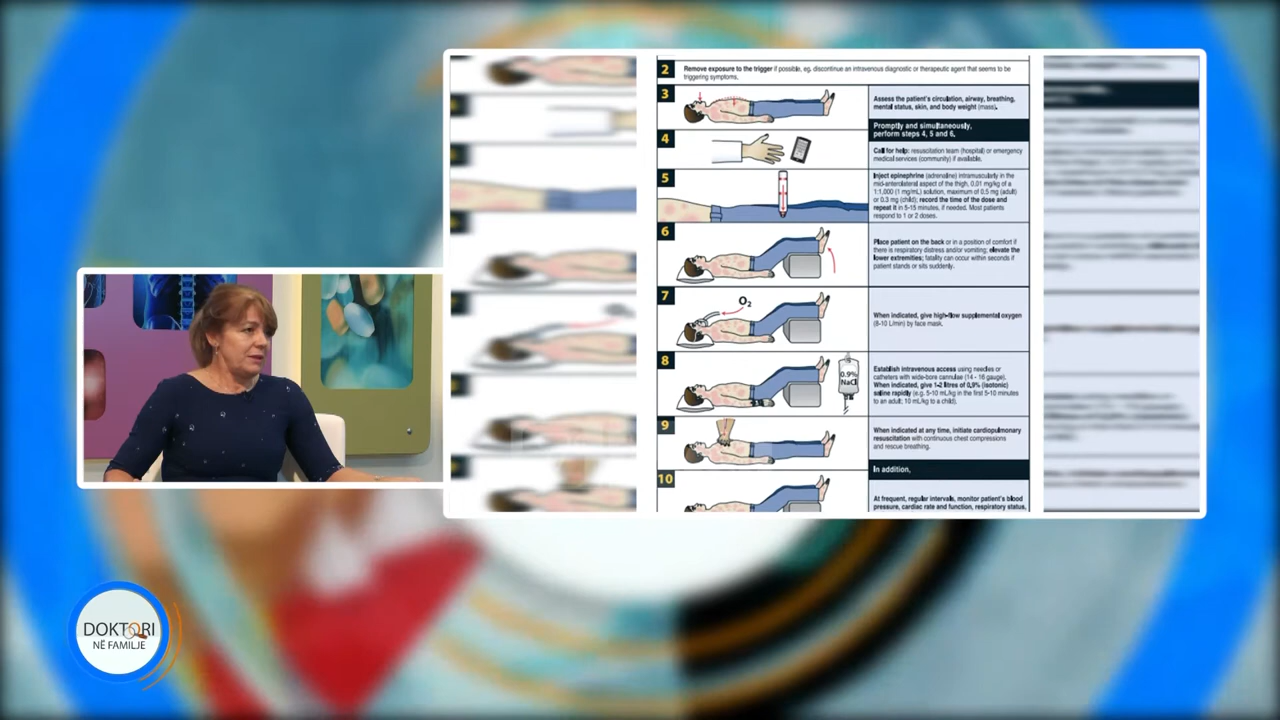 2
Remove exposure to the trigger if possible, eg. discontinue an intravenous diagnostic or therapeutic agent that seems to be
triggering symptoms.
3
Assess the patient's circulation, airway, breathing,
mental status, skin, and body weight (mass).
Promptly and simultaneously,
perform steps 4, 5 and 6,
4
Call for help: resuscitation team (hospital) or emergency
medical services (community) if available.
5
Inject epinephrine (adrenaline) intramuscularly in the
mid-anterolateral aspect of the thigh, 0.01 mg/kg of a
1:1,000 (1 mg/mL) solution, maximum of 0.5 mg (adult)
or 0.3 mg (child); record the time of the dose and
repeat it in 5-15 minutes, if needed. Most patients
respond to 1 or 2 doses.
6
Place patient on the back or in a position of comfort if
there is respiratory distress and/or vomiting; elevate the
lower extremities; fatality can occur within seconds if
patient stands or sits suddenly.
7
O2
When indicated, give high-flow supplemental oxygen
(8-10 L/min) by face mask.
8
0.9%
NaCl
Establish intravenous access using needles or
catheters with wide-bore cannulae (14 - 16 gauge).
When indicated, give 1-2 litres of 0.9% (isotonic)
saline rapidly (e.g. 5-10 mL/kg in the first 5-10 minutes
to an adult; 10 mL/kg to a child).
9
When indicated at any time, initiate cardiopulmonary
resuscitation with continuous chest compressions
and rescue breathing.
In addition,
10
At frequent, regular intervals, monitor patient's blood
pressure, cardiac rate and function, respiratory status,
DOKTORI
NË FAMILJE